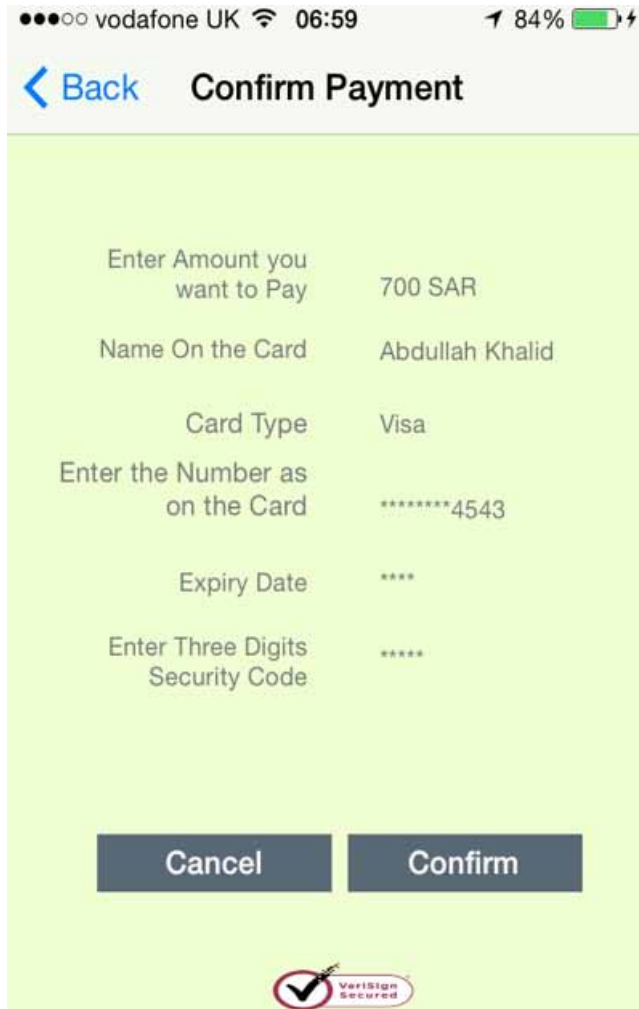 vodafone UK 06:59 84%
Back Confirm Payment
Enter Amount you
want to Pay 700 SAR
Name On the Card Abdullah Khalid
Card Type Visa
Enter the Number as
on the Card ********4543
Expiry Date ****
Enter Three Digits
Security Code *****
Cancel Confirm
VeriSign
Secured